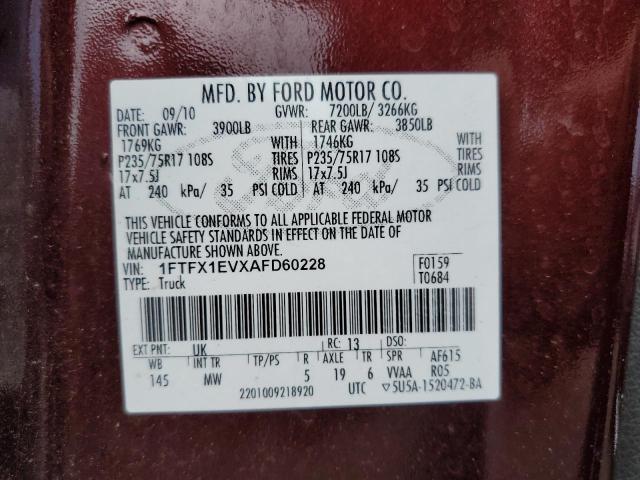 MFD. BY FORD MOTOR CO.
DATE: 09/10 GVWR: 7200LB/ 3266KG
FRONT GAWR: 3900LB REAR GAWR: 3850LB
1769KG WITH 1746KG WITH
P235/75R17 108S TIRES P235/75R17 108S TIRES
17x7.5J RIMS 17x7.5J RIMS
AT 240 kPa/ 35 PSI COLD AT 240 kPa/ 35 PSI COLD
THIS VEHICLE CONFORMS TO ALL APPLICABLE FEDERAL MOTOR
VEHICLE SAFETY STANDARDS IN EFFECT ON THE DATE OF
MANUFACTURE SHOWN ABOVE.
VIN: 1FTFX1EVXAFD60228 F0159
TYPE: Truck T0684
EXT PNT: UK RC: 13 DSO:
WB INT TR TP/PS R AXLE TR SPR AF615
145 MW 5 19 6 VVAA R05
2201009218920 UTC ▽5U5A-1520472-BA